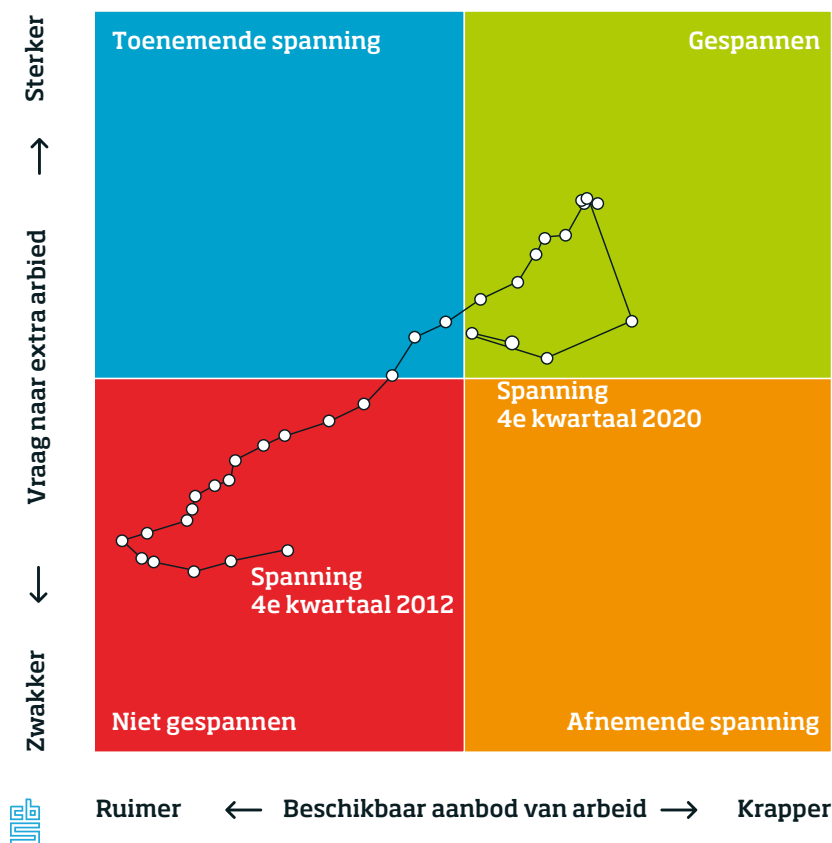 Toenemende spanning
Gespannen
Sterker
→
Vraag naar extra arbied
←
Zwakker
Spanning
4e kwartaal 2020
Spanning
4e kwartaal 2012
Niet gespannen
Afnemende spanning
Ruimer ← Beschikbaar aanbod van arbeid → Krapper